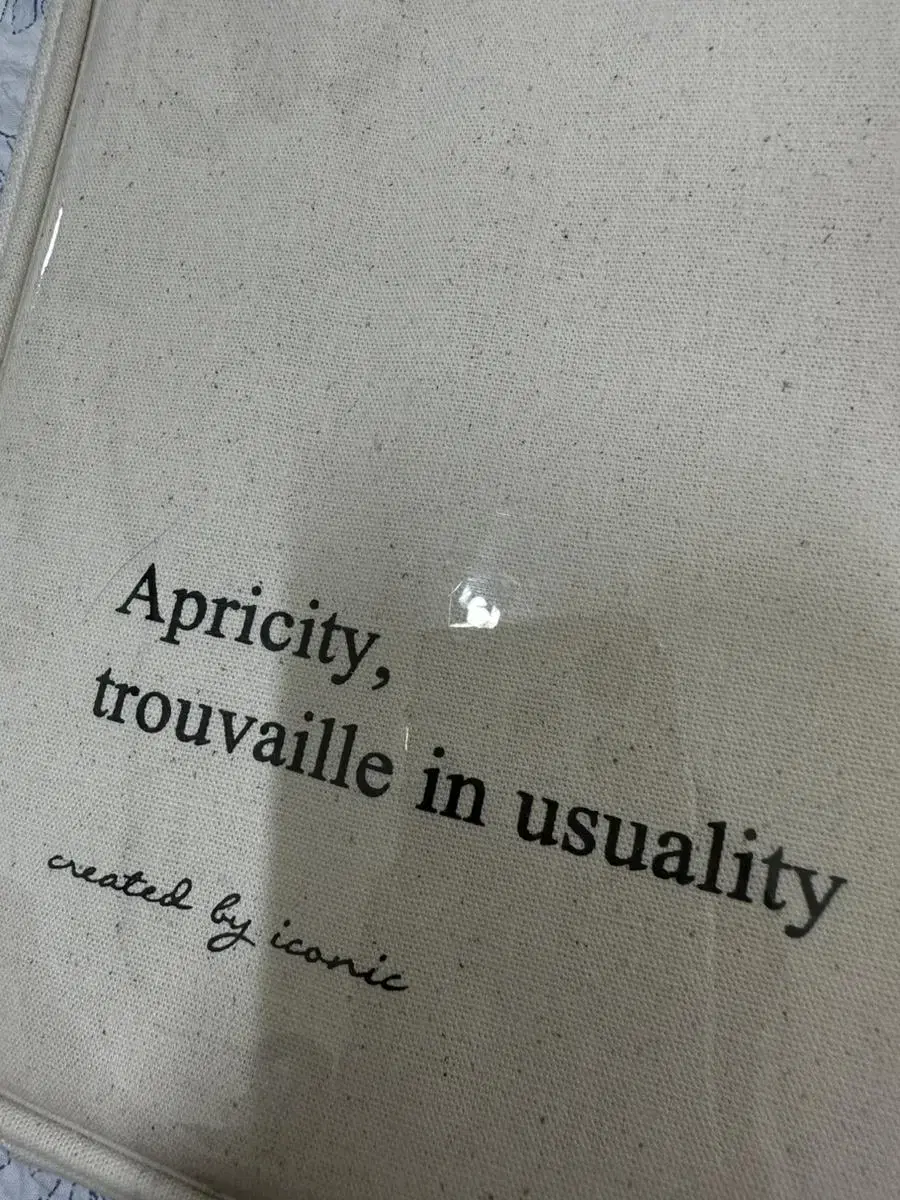 Apricity,
trouvaille in usuality
created by iconic